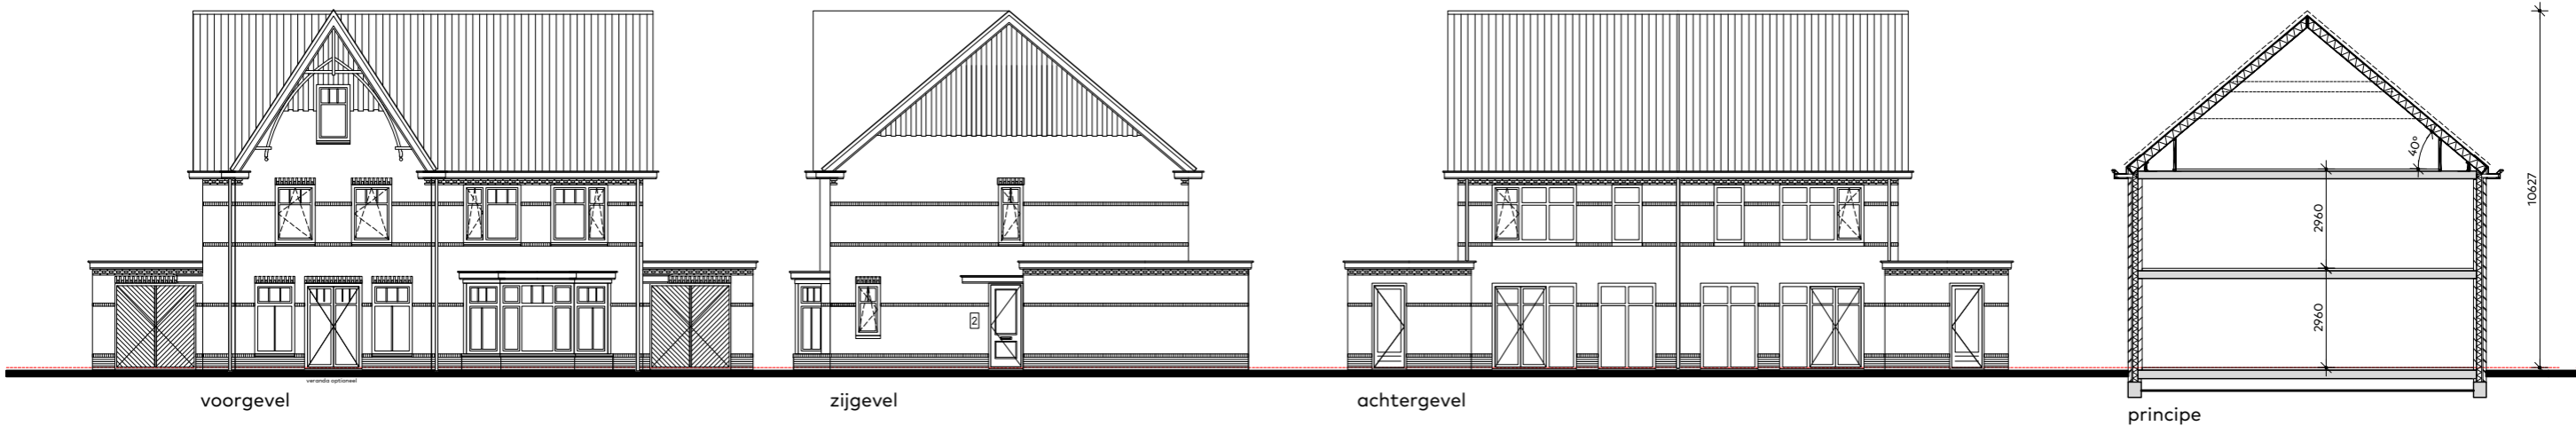 2
40°
10627
2960
2960
veranda optioneel
voorgevel
zijgevel
achtergevel
principe